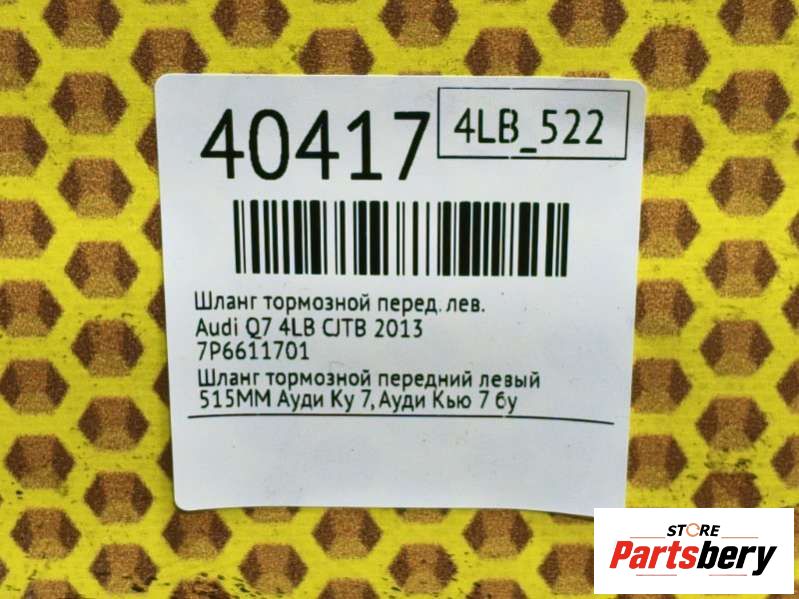 40417
4LB_522
Шланг тормозной перед. лев.
Audi Q7 4LB CJTB 2013
7P6611701
Шланг тормозной передний левый
515ММ Ауди Ку 7, Ауди Кью 7 бу
STORE
Partsbery